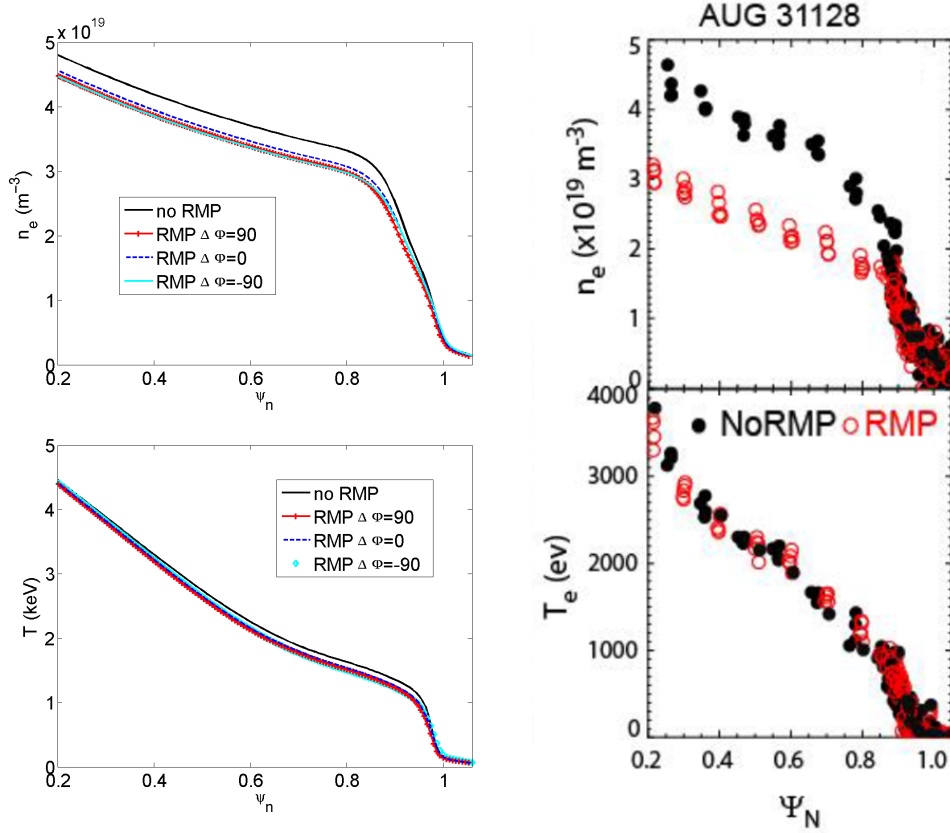 × 10^19
5
4
3
2
1
0
n_e (m^-3)
no RMP
RMP Δ Φ=90
RMP Δ Φ=0
RMP Δ Φ=-90
0.2 0.4 0.6 0.8 1
ψ_n
5
4
3
2
1
0
T (keV)
no RMP
RMP Δ Φ=90
RMP Δ Φ=0
RMP Δ Φ=-90
0.2 0.4 0.6 0.8 1
ψ_n
AUG 31128
5
4
3
2
1
0
n_e (x10^19 m^-3)
4000
3000
2000
1000
0
T_e (ev)
NoRMP RMP
0.2 0.4 0.6 0.8 1.0
Ψ_N